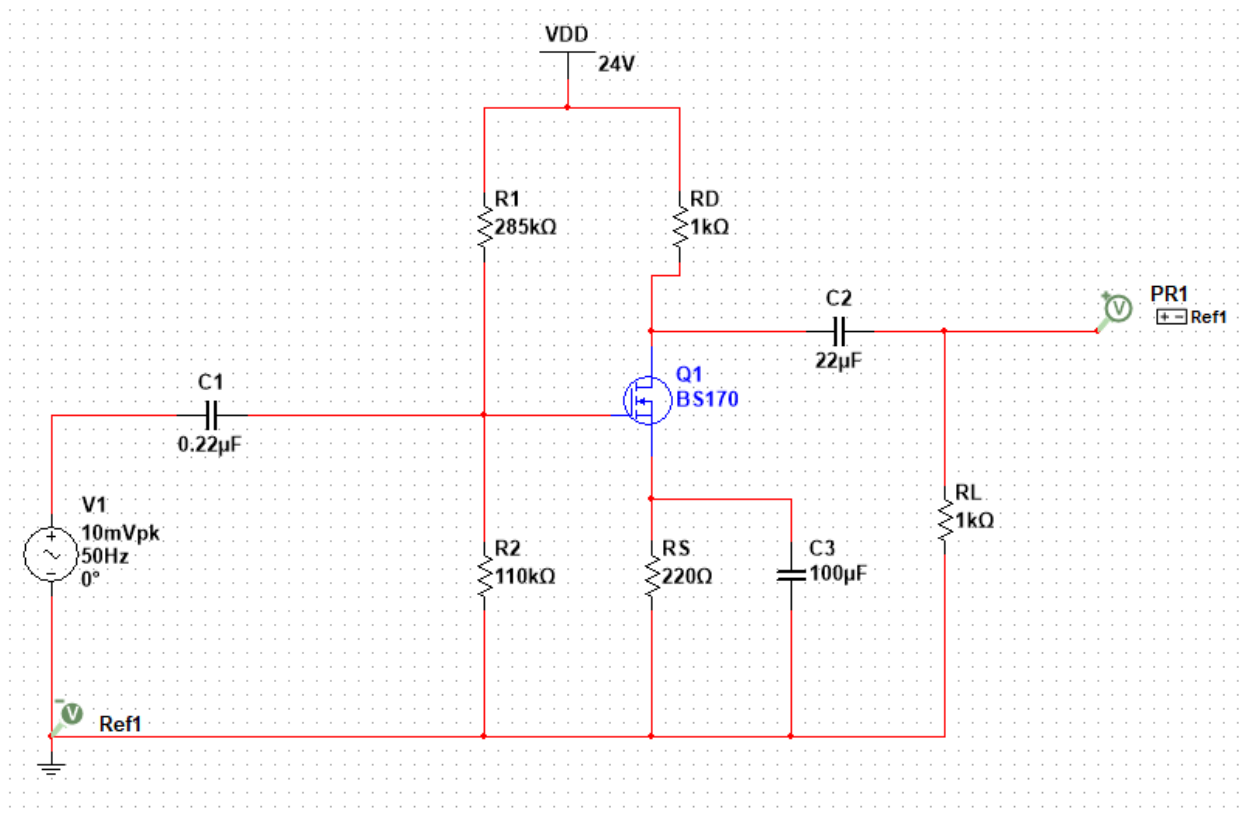 VDD
24V
R1
285kΩ
RD
1kΩ
C2
22µF
PR1
+ - Ref1
Q1
BS170
C1
0.22µF
V1
10mVpk
50Hz
0°
R2
110kΩ
RS
220Ω
C3
100µF
RL
1kΩ
V
V
Ref1